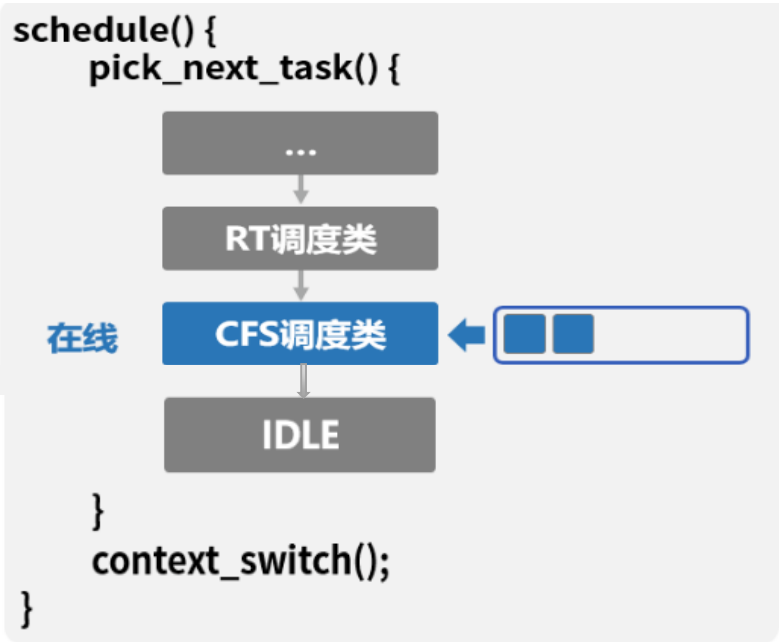 schedule() {
pick_next_task() {
...
RT调度类
在线 CFS调度类
IDLE
}
context_switch();
}